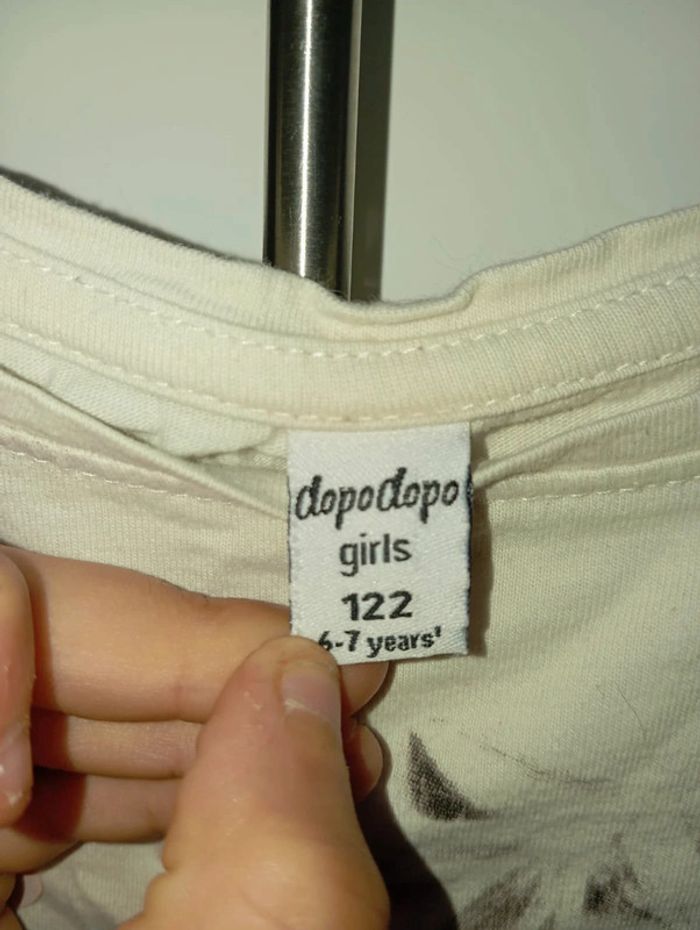 dopodopo
girls
122
6-7 years'